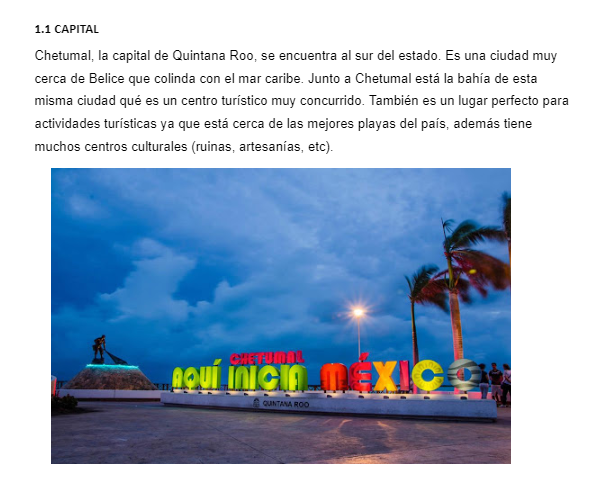 1.1 CAPITAL
Chetumal, la capital de Quintana Roo, se encuentra al sur del estado. Es una ciudad muy
cerca de Belice que colinda con el mar caribe. Junto a Chetumal está la bahía de esta
misma ciudad qué es un centro turístico muy concurrido. También es un lugar perfecto para
actividades turísticas ya que está cerca de las mejores playas del país, además tiene
muchos centros culturales (ruinas, artesanías, etc).
CHETUMAL
AQUÍ INICIA MÉXICO
QUINTANA ROO